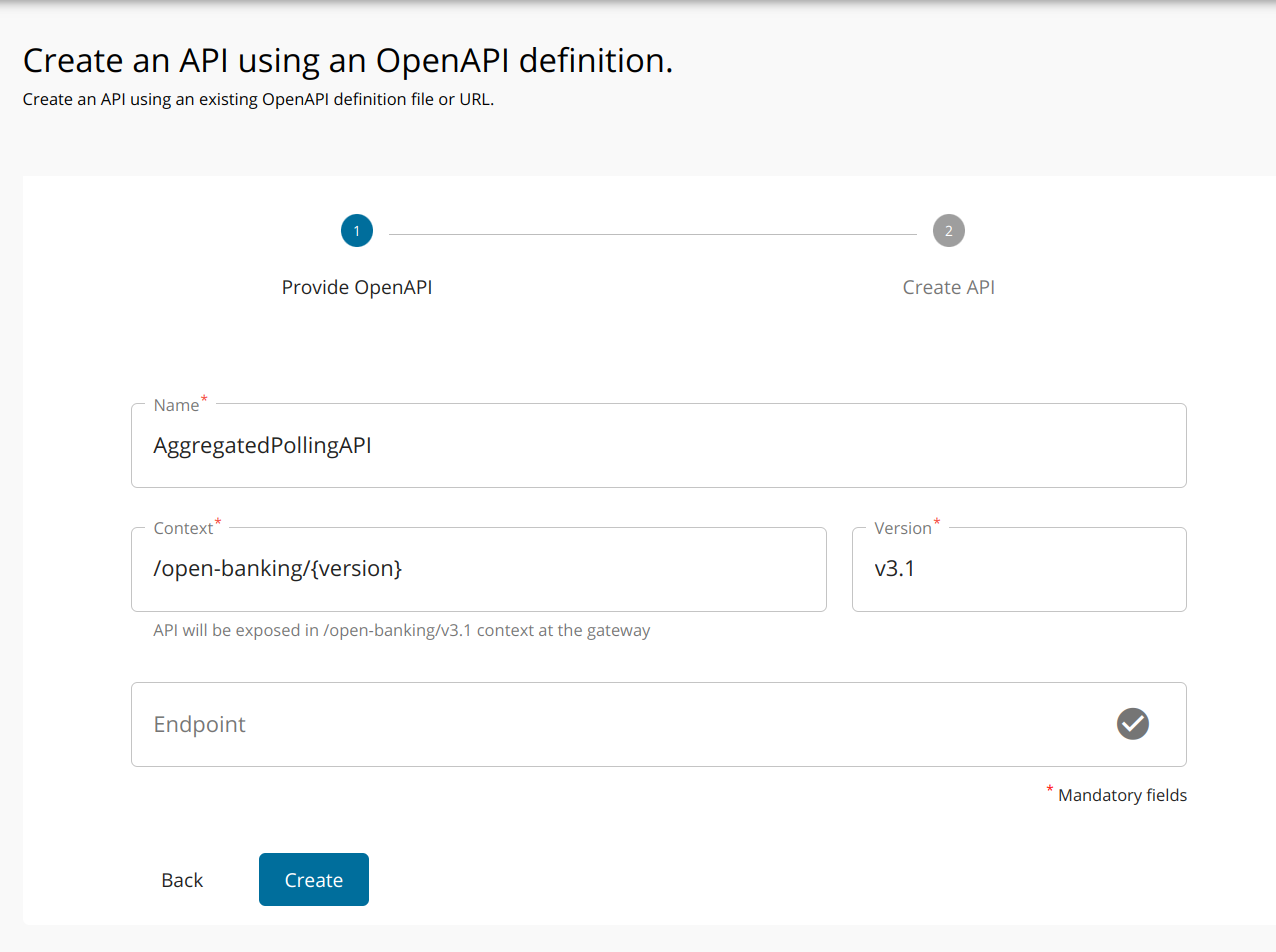 Create an API using an OpenAPI definition.
Create an API using an existing OpenAPI definition file or URL.
1
2
Provide OpenAPI
Create API
Name*
AggregatedPollingAPI
Context*
Version*
/open-banking/{version}
v3.1
API will be exposed in /open-banking/v3.1 context at the gateway
Endpoint
* Mandatory fields
Back
Create